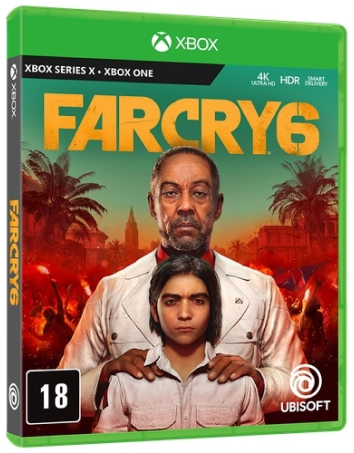 XBOX
XBOX SERIES X • XBOX ONE
4K
ULTRA HD
HDR
SMART
DELIVERY
FARCRY6
18
UBISOFT
XBOX
FARCRY6